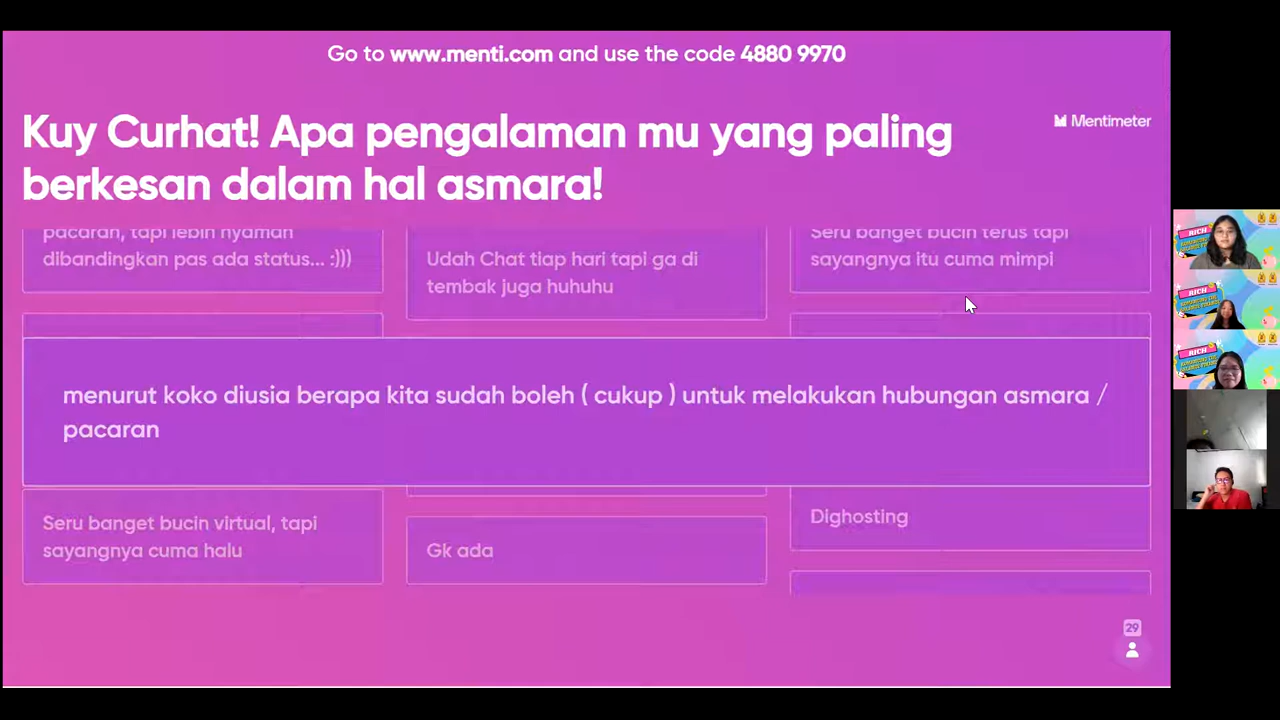 Go to www.menti.com and use the code 4880 9970
Kuy Curhat! Apa pengalaman mu yang paling
berkesan dalam hal asmara!
Mentimeter
pacaran, tapi lebih nyaman
dibandingkan pas ada status... :)))
Udah Chat tiap hari tapi ga di
tembak juga huhuhu
Seru banget bucin terus tapi
sayangnya itu cuma mimpi
menurut koko diusia berapa kita sudah boleh ( cukup ) untuk melakukan hubungan asmara /
pacaran
Seru banget bucin virtual, tapi
sayangnya cuma halu
Gk ada
Dighosting
29
RICH
RICH
RICH